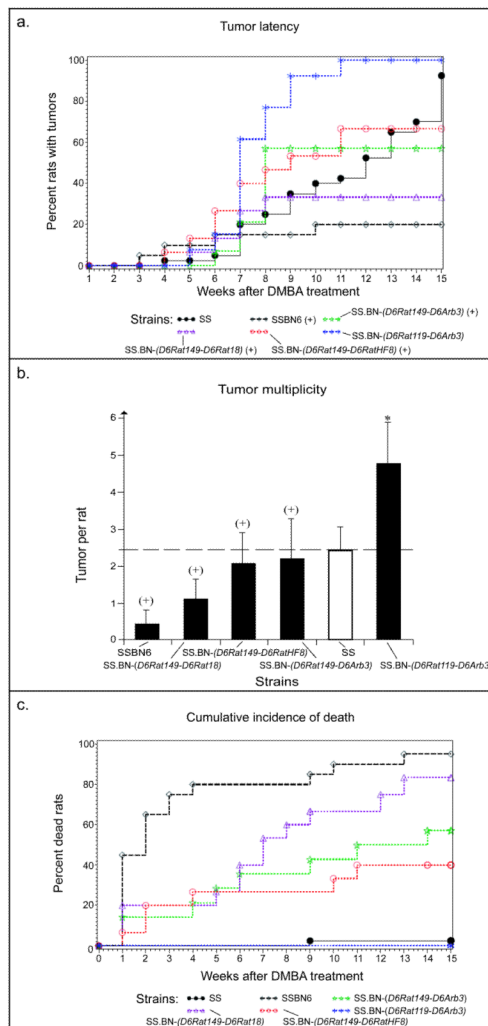 a.
Tumor latency
Percent rats with tumors
100
80
60
40
20
0
1 2 3 4 5 6 7 8 9 10 11 12 13 14 15
Weeks after DMBA treatment
Strains: SS SSBN6 (+) SS.BN-(D6Rat149-D6Arb3) (+)
SS.BN-(D6Rat149-D6Rat18) (+) SS.BN-(D6Rat149-D6RatHF8) (+) SS.BN-(D6Rat119-D6Arb3)
b.
Tumor multiplicity
Tumor per rat
6
5
4
3
2
1
0
(+) (+) (+) (+) *
SSBN6 SS.BN-(D6Rat149-D6RatHF8) SS SS.BN-(D6Rat119-D6Arb3)
SS.BN-(D6Rat149-D6Rat18) SS.BN-(D6Rat149-D6Arb3)
Strains
c.
Cumulative incidence of death
Percent dead rats
100
80
60
40
20
0 1 2 3 4 5 6 7 8 9 10 11 12 13 14 15
Weeks after DMBA treatment
Strains: SS SSBN6 SS.BN-(D6Rat149-D6Arb3)
SS.BN-(D6Rat149-D6Rat18) SS.BN-(D6Rat149-D6RatHF8) SS.BN-(D6Rat119-D6Arb3)